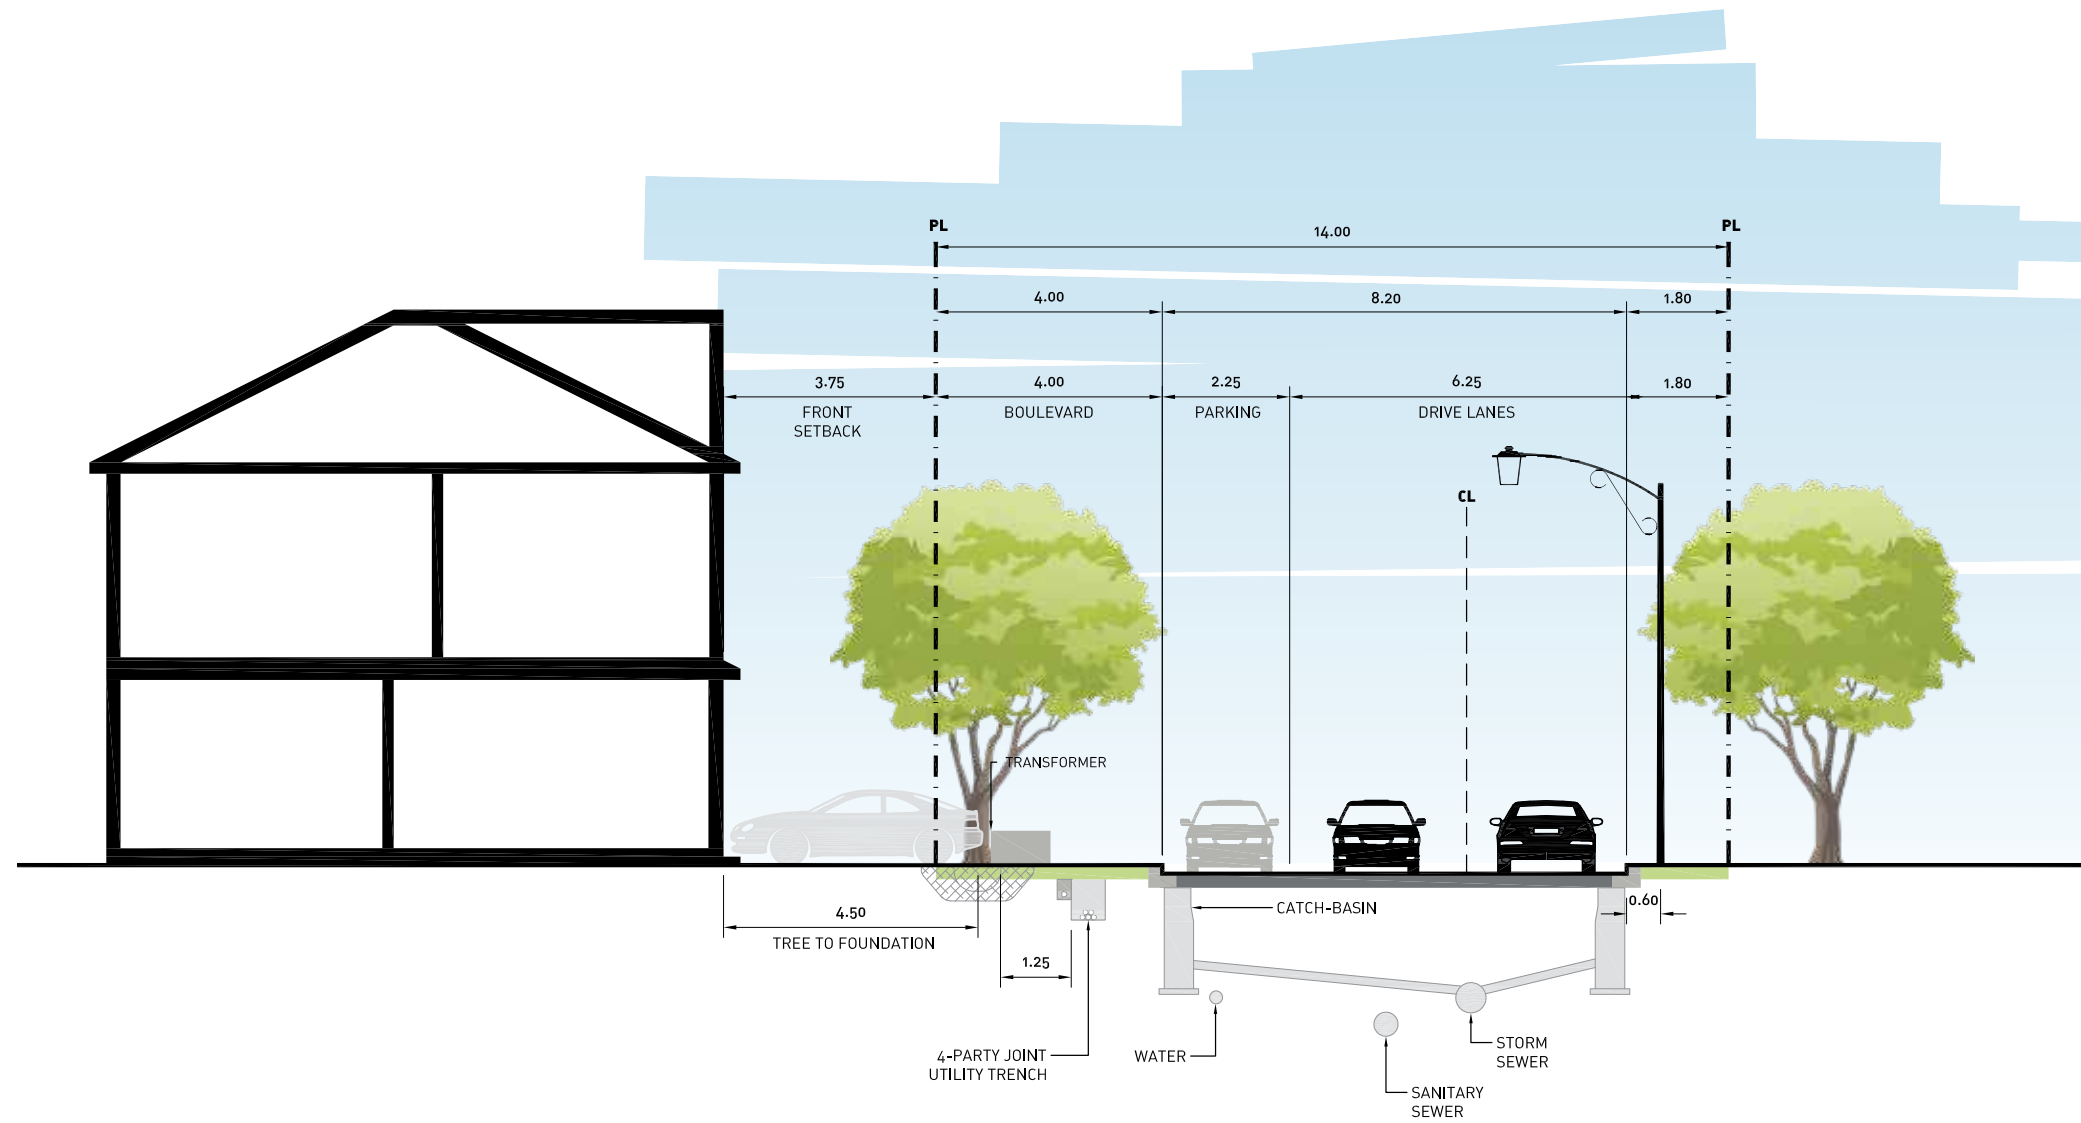 PL
PL
14.00
4.00
8.20
1.80
3.75
4.00
2.25
6.25
1.80
FRONT
SETBACK
BOULEVARD
PARKING
DRIVE LANES
CL
TRANSFORMER
4.50
TREE TO FOUNDATION
CATCH-BASIN
0.60
1.25
4-PARTY JOINT
UTILITY TRENCH
WATER
STORM
SEWER
SANITARY
SEWER